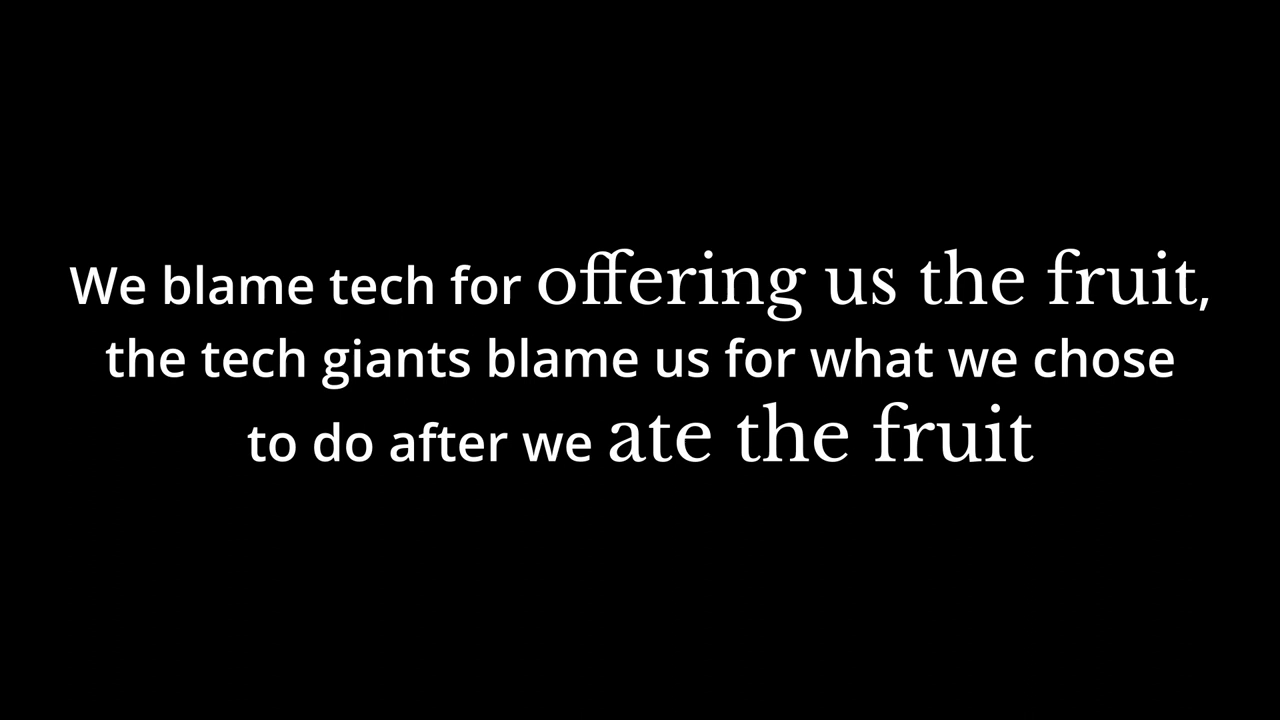 We blame tech for offering us the fruit,
the tech giants blame us for what we chose
to do after we ate the fruit